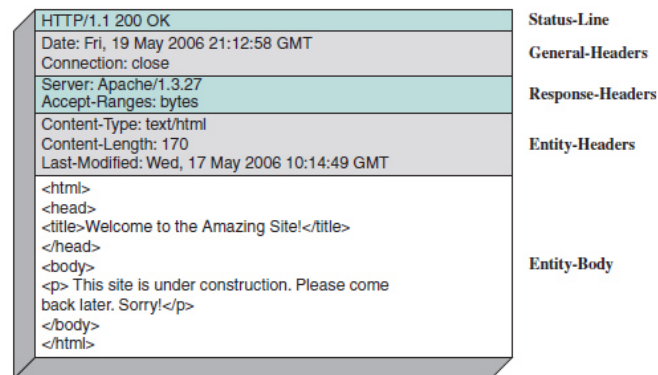 HTTP/1.1 200 OK
Status-Line
Date: Fri, 19 May 2006 21:12:58 GMT
Connection: close
General-Headers
Server: Apache/1.3.27
Accept-Ranges: bytes
Response-Headers
Content-Type: text/html
Content-Length: 170
Last-Modified: Wed, 17 May 2006 10:14:49 GMT
Entity-Headers
<html>
<head>
<title>Welcome to the Amazing Site!</title>
</head>
<body>
<p> This site is under construction. Please come
back later. Sorry!</p>
</body>
</html>
Entity-Body